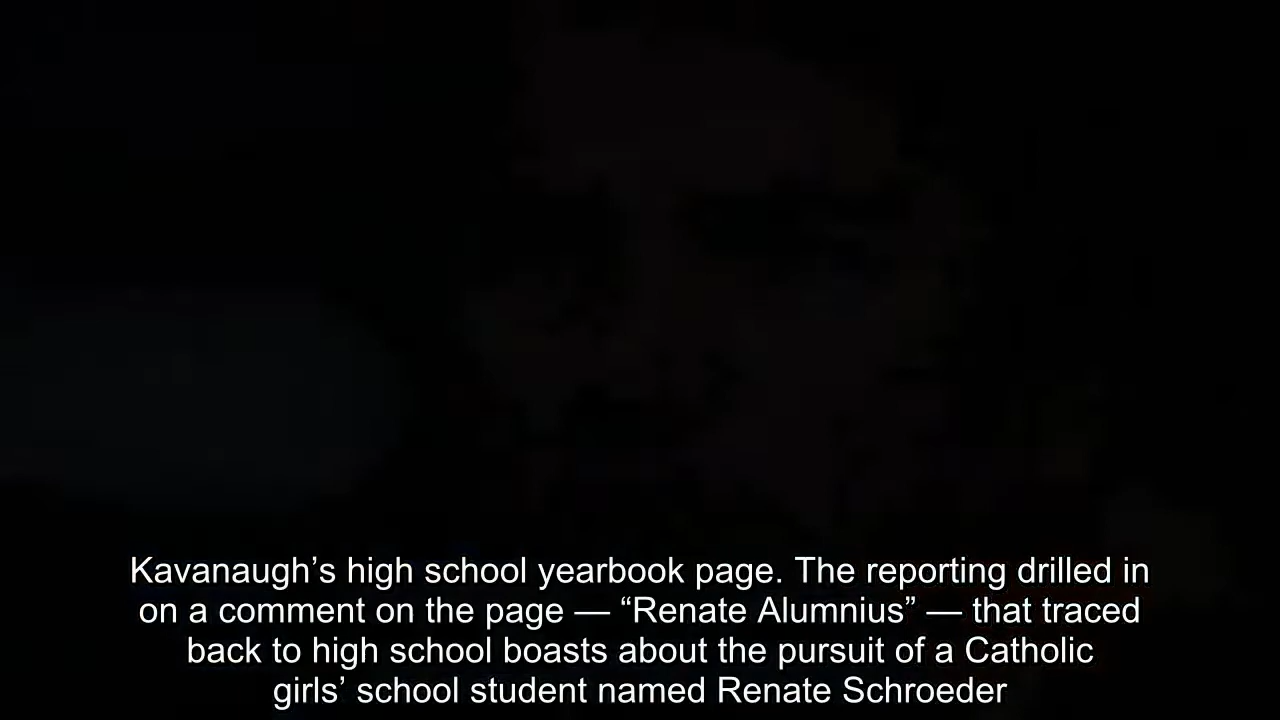 Kavanaugh’s high school yearbook page. The reporting drilled in
on a comment on the page — “Renate Alumnius” — that traced
back to high school boasts about the pursuit of a Catholic
girls’ school student named Renate Schroeder